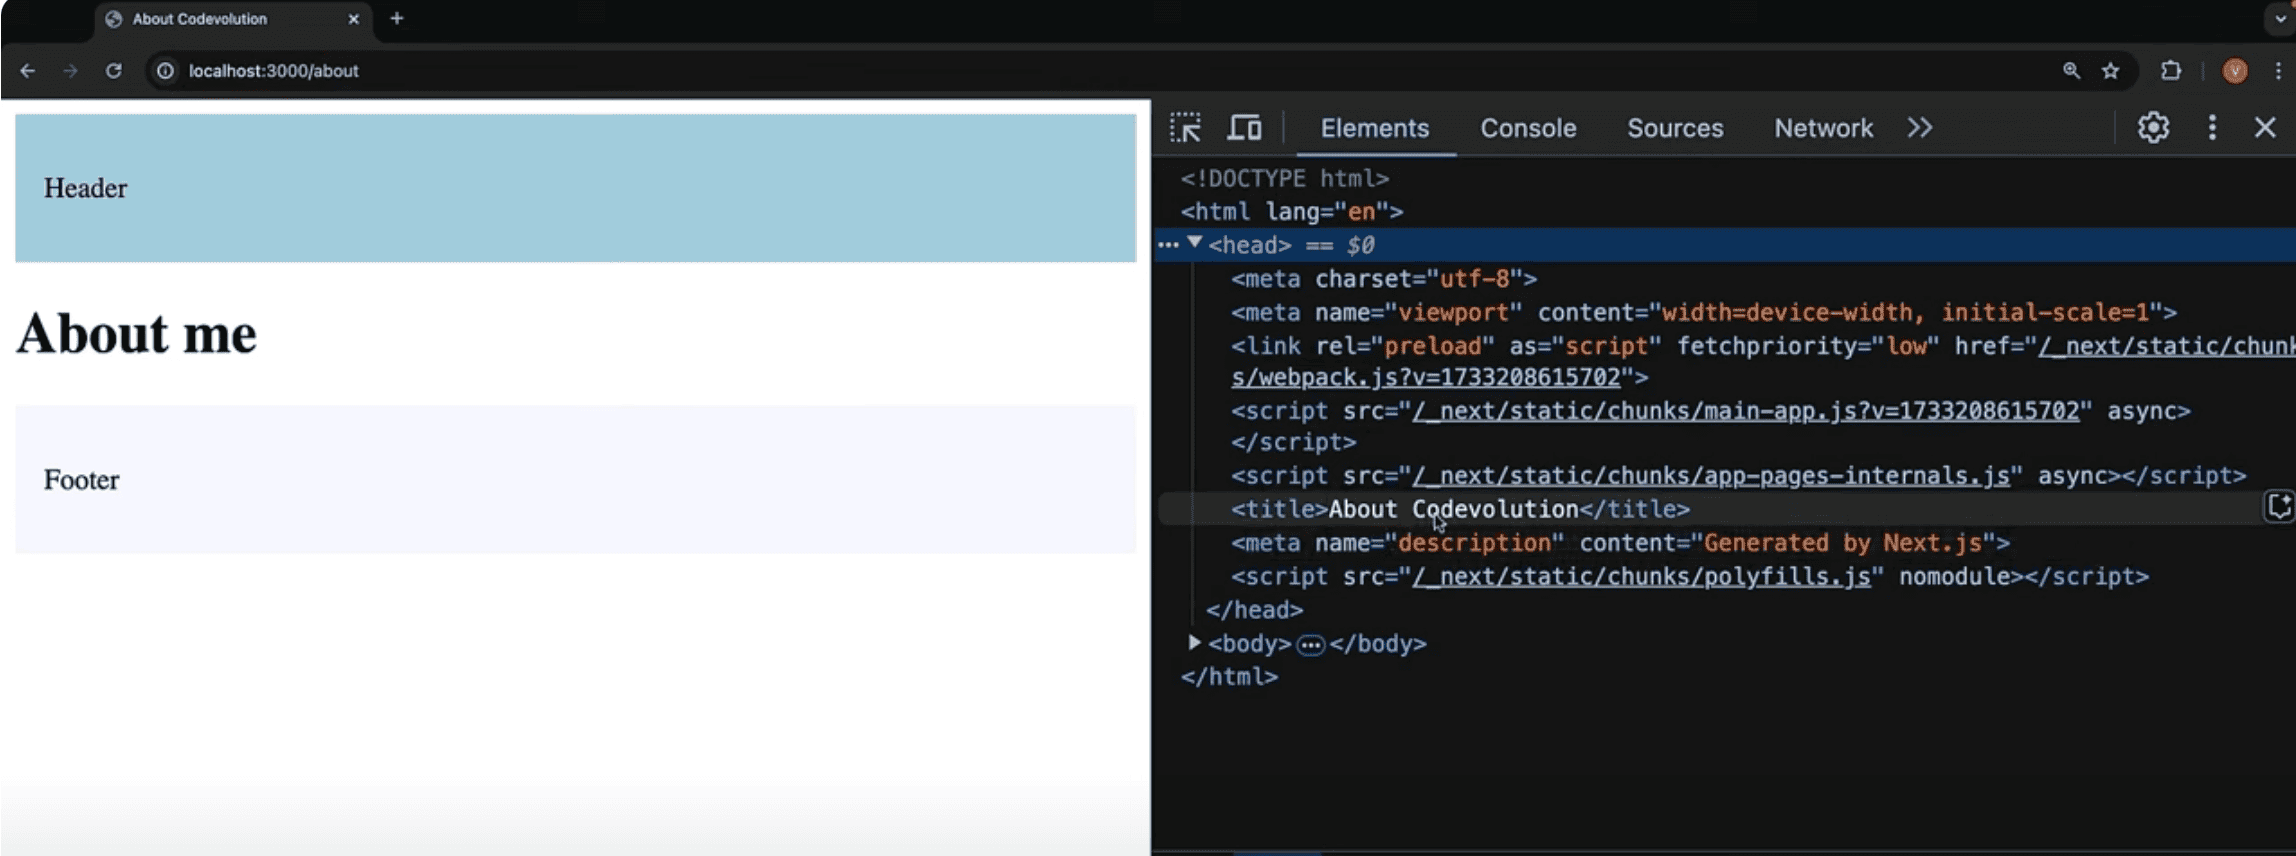 About Codevolution
localhost:3000/about
V
Header
About me
Footer
Elements Console Sources Network
<!DOCTYPE html>
<html lang="en">
<head> == $0
<meta charset="utf-8">
<meta name="viewport" content="width=device-width, initial-scale=1">
<link rel="preload" as="script" fetchpriority="low" href="/_next/static/chunk
s/webpack.js?v=1733208615702">
<script src="/_next/static/chunks/main-app.js?v=1733208615702" async>
</script>
<script src="/_next/static/chunks/app-pages-internals.js" async></script>
<title>About Codevolution</title>
<meta name="description" content="Generated by Next.js">
<script src="/_next/static/chunks/polyfills.js" nomodule></script>
</head>
<body>…</body>
</html>